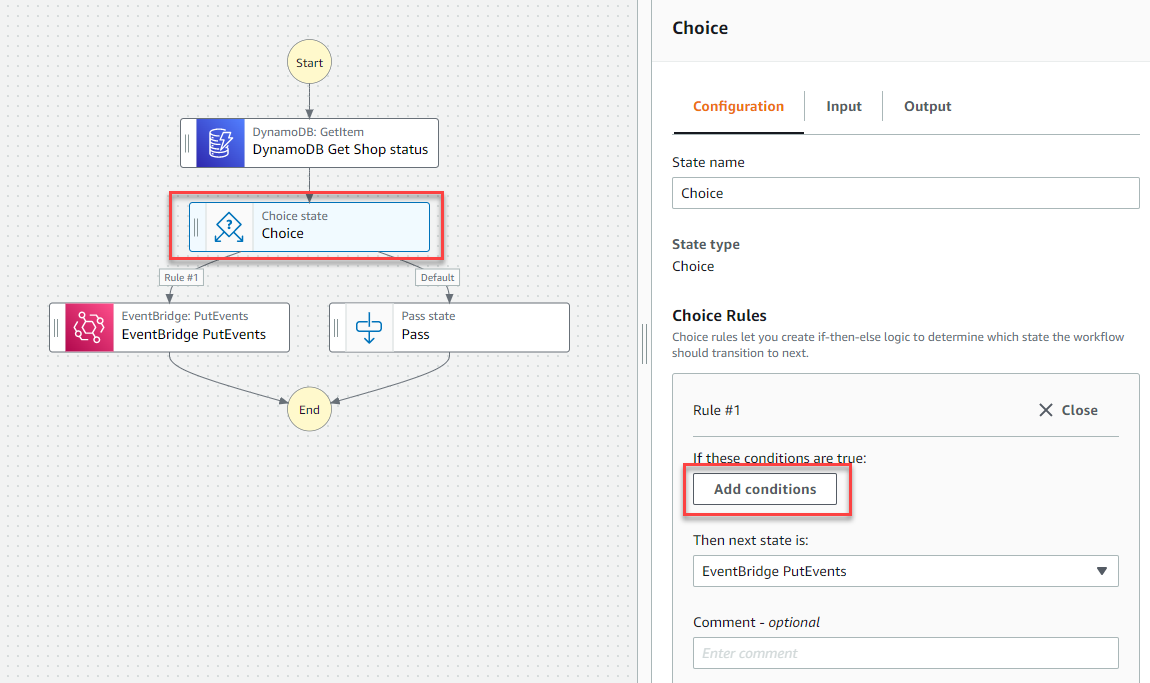 Start
DynamoDB: GetItem
DynamoDB Get Shop status
Choice state
Choice
Rule #1
Default
EventBridge: PutEvents
EventBridge PutEvents
Pass state
Pass
End
Choice
Configuration
Input
Output
State name
Choice
State type
Choice
Choice Rules
Choice rules let you create if-then-else logic to determine which state the workflow
should transition to next.
Rule #1
Close
If these conditions are true:
Add conditions
Then next state is:
EventBridge PutEvents
Comment - optional
Enter comment